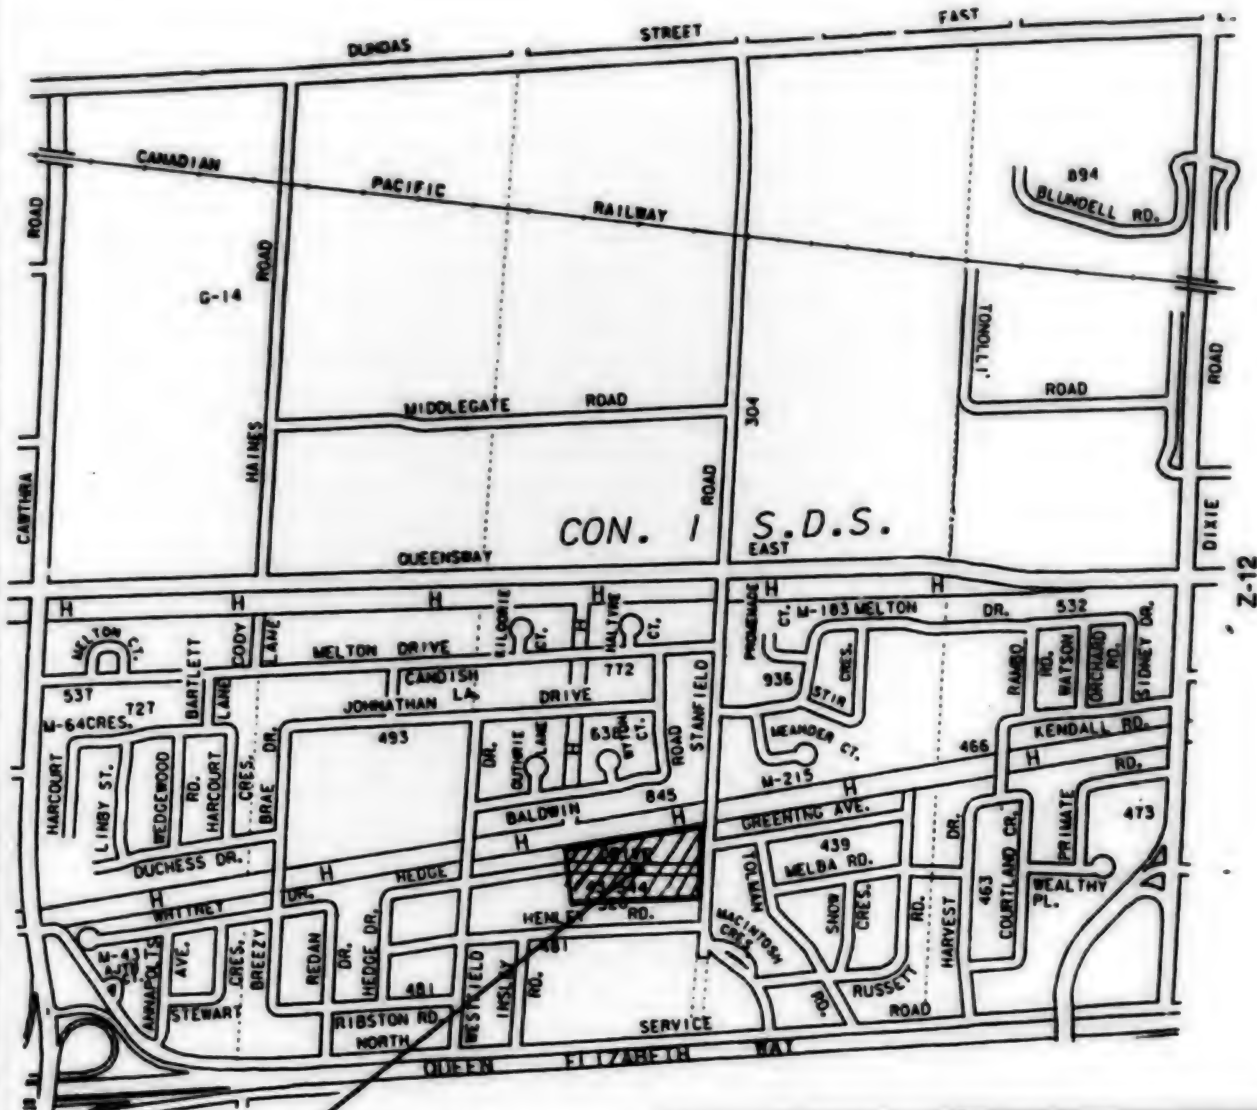 DUNDAS STREET EAST
CANADIAN PACIFIC RAILWAY
ROAD
ROAD
G-14
894
BLUNDELL RD.
TONOLLI
ROAD
ROAD
MIDDLEGATE ROAD
304
HAINES
ROAD
CAWTHRA
DIXIE
CON. 1 S.D.S.
QUEENSWAY EAST
Z-12
H H H H H H
MELTON CT.
BARTLETT
CODY
LANE
KILGORIE
CT.
H
HALTYRE
CT.
PROMENADE
CT.
M-183 MELTON DR. 532
MELTON DRIVE
CANDISH
LA.
772
537
727
LANE
M-64 CRES.
JOHNATHAN DRIVE
493
936
STIR
CRES.
RAMBO
RD.
WATSON
ORCHARD
RD.
SIDNEY DR.
STANFIELD
ROAD
GUTHRIE
LANE
H
638
WYTON
CT.
MEANDER CT.
466
KENDALL RD.
HARCOURT
LINBY ST.
WEDGEWOOD
RD.
HARCOURT
CRES.
BRAE DR.
DR.
BALDWIN
845
M-215
H
H
RD.
DUCHESS DR.
H
H
H
H
HEDGE
DRIVE
GREENING AVE.
439
MELBA RD.
PRIMATE
473
WHITNEY DR.
HENLEY RD.
TOLMAN
SNOW
CRES.
RD.
DR.
HARVEST
463
COURTLAND CR.
WEALTHY
PL.
M-43
ANNAPOLIS
AVE.
CRES.
BREEZY
REDAN
DR.
HEDGE DR.
481
WESTFIELD
INSLEY
RD.
481
MACINTOSH
CRES.
RD.
RUSSETT
STEWART
RIBSTON RD.
NORTH SERVICE ROAD
QUEEN ELIZABETH WAY